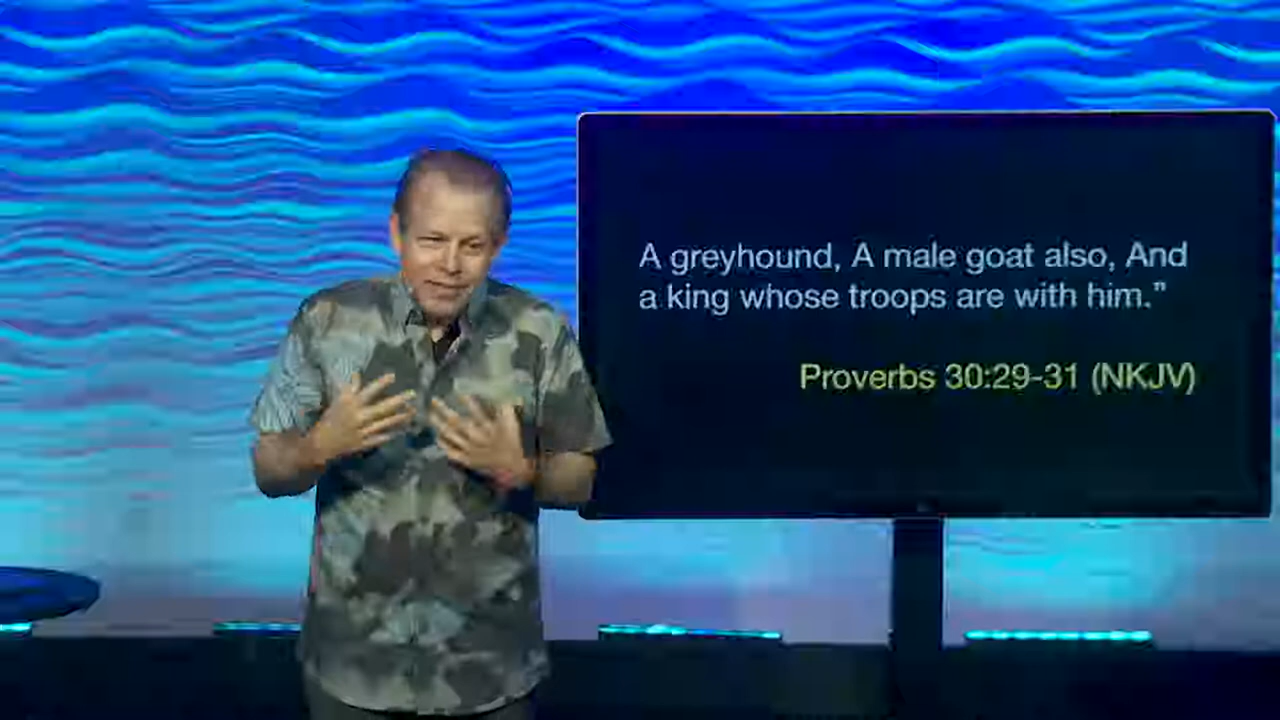 A greyhound, A male goat also, And
a king whose troops are with him.”
Proverbs 30:29-31 (NKJV)